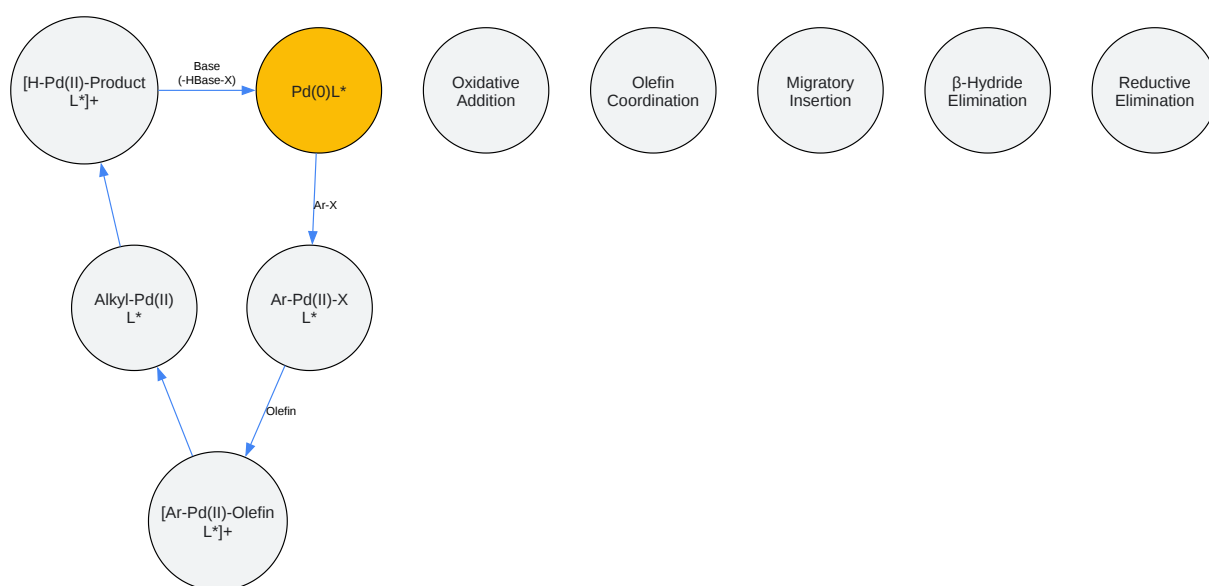 [H-Pd(II)-Product
L*]+
Base
(-HBase-X)
Pd(0)L*
Oxidative
Addition
Olefin
Coordination
Migratory
Insertion
β-Hydride
Elimination
Reductive
Elimination
Ar-X
Alkyl-Pd(II)
L*
Ar-Pd(II)-X
L*
Olefin
[Ar-Pd(II)-Olefin
L*]+